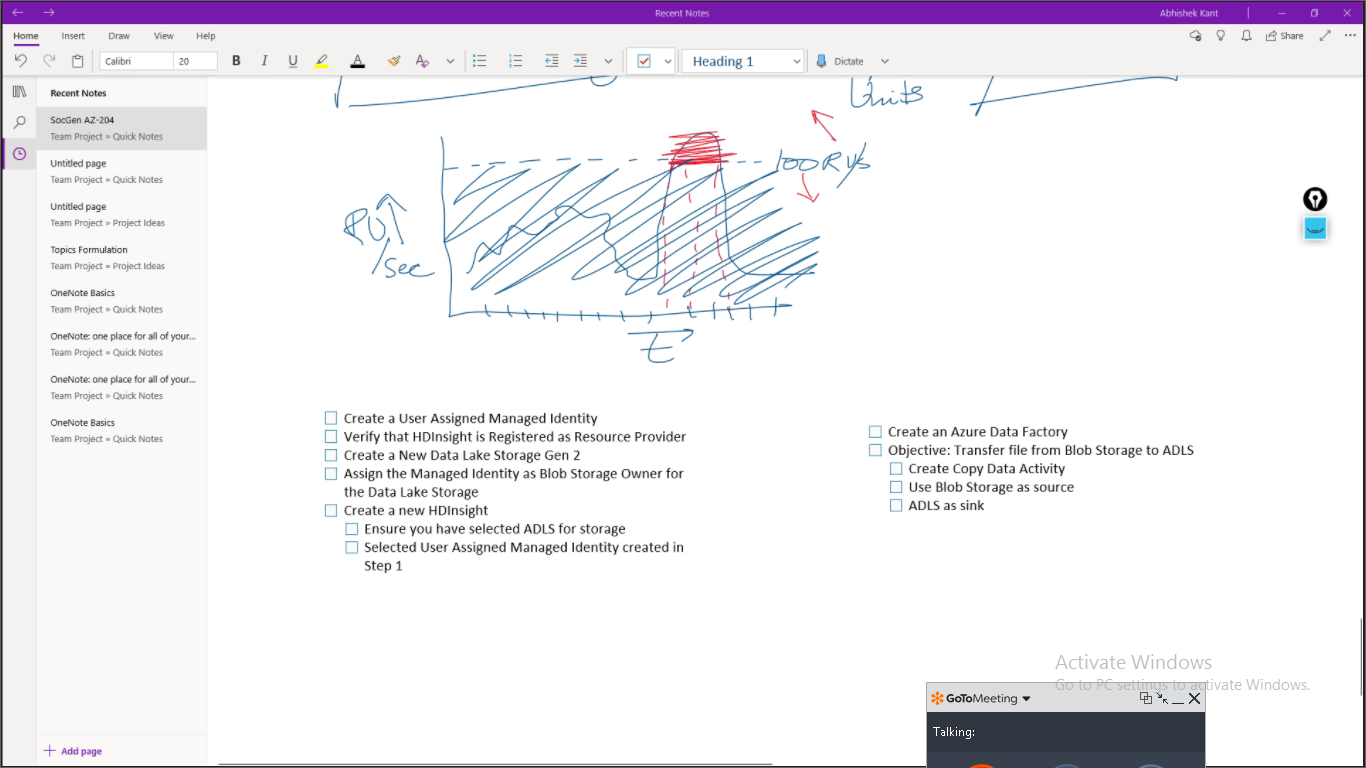 Recent Notes
Abhishek Kant
Home Insert Draw View Help
Share
Calibri 20 B I U A Heading 1 Dictate
Recent Notes
SocGen AZ-204
Team Project » Quick Notes
Untitled page
Team Project » Quick Notes
Untitled page
Team Project » Project Ideas
Topics Formulation
Team Project » Project Ideas
OneNote Basics
Team Project » Quick Notes
OneNote: one place for all of your...
Team Project » Quick Notes
OneNote: one place for all of your...
Team Project » Quick Notes
OneNote Basics
Team Project » Quick Notes
Add page
Units
100RU/s
RU
/sec
t
Create a User Assigned Managed Identity
Verify that HDInsight is Registered as Resource Provider
Create a New Data Lake Storage Gen 2
Assign the Managed Identity as Blob Storage Owner for
the Data Lake Storage
Create a new HDInsight
Ensure you have selected ADLS for storage
Selected User Assigned Managed Identity created in
Step 1
Create an Azure Data Factory
Objective: Transfer file from Blob Storage to ADLS
Create Copy Data Activity
Use Blob Storage as source
ADLS as sink
Activate Windows
Go to PC settings to activate Windows.
GoToMeeting
Talking: